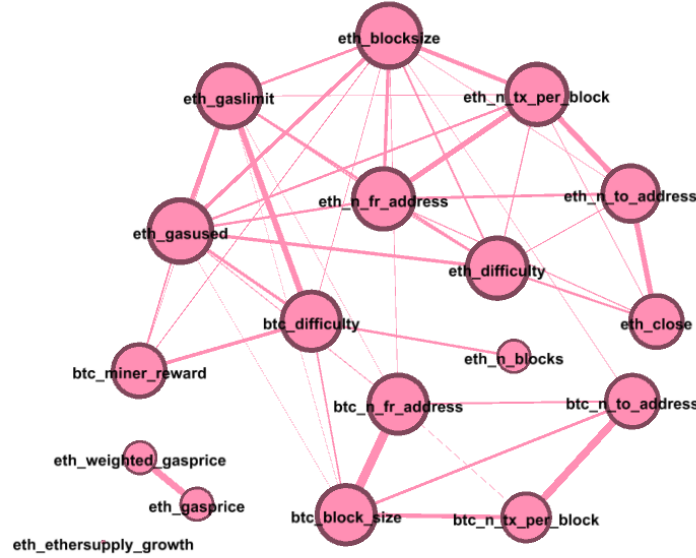 eth_blocksize
eth_gaslimit
eth_n_tx_per_block
eth_n_fr_address
eth_n_to_address
eth_gasused
eth_difficulty
btc_difficulty
eth_close
eth_n_blocks
btc_miner_reward
btc_n_fr_address
btc_n_to_address
eth_weighted_gasprice
eth_gasprice
btc_block_size
btc_n_tx_per_block
eth_ethersupply_growth